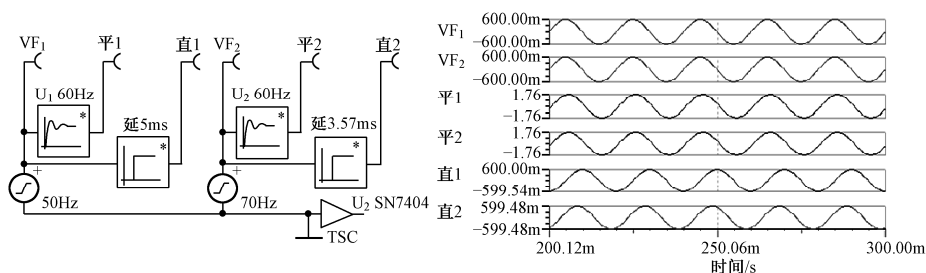 VF₁ 平1 直1 VF₂ 平2 直2
U₁ 60Hz * U₂ 60Hz *
延5ms * 延3.57ms *
+ +
50Hz 70Hz U₂ SN7404
TSC
VF₁ 600.00m
−600.00m
VF₂ 600.00m
−600.00m
平1 1.76
−1.76
平2 1.76
−1.76
直1 600.00m
−599.54m
直2 599.48m
−599.48m
200.12m 250.06m 300.00m
时间/s